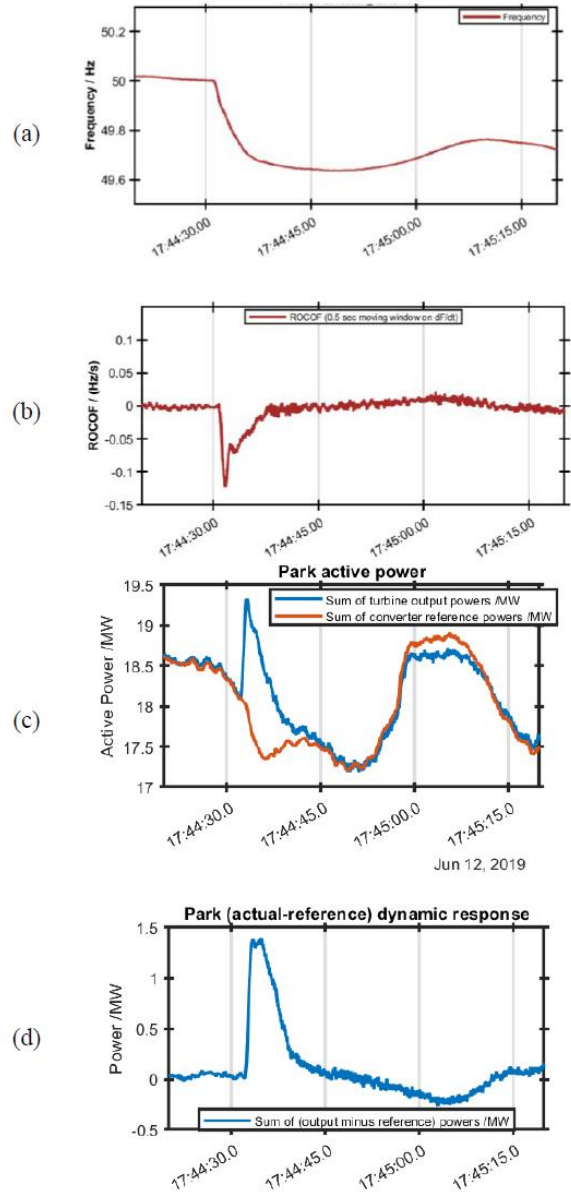 (a)
Frequency
Frequency / Hz
50.2
50
49.8
49.6
17:44:30.00
17:44:45.00
17:45:00.00
17:45:15.00
(b)
ROCOF (0.5 sec moving window on dF/dt)
ROCOF / (Hz/s)
0.1
0.05
0
-0.05
-0.1
-0.15
17:44:30.00
17:44:45.00
17:45:00.00
17:45:15.00
(c)
Park active power
Sum of turbine output powers /MW
Sum of converter reference powers /MW
Active Power /MW
19.5
19
18.5
18
17.5
17
17:44:30.0
17:44:45.0
17:45:00.0
17:45:15.0
Jun 12, 2019
(d)
Park (actual-reference) dynamic response
Power /MW
1.5
1
0.5
0
-0.5
Sum of (output minus reference) powers /MW
17:44:30.0
17:44:45.0
17:45:00.0
17:45:15.0